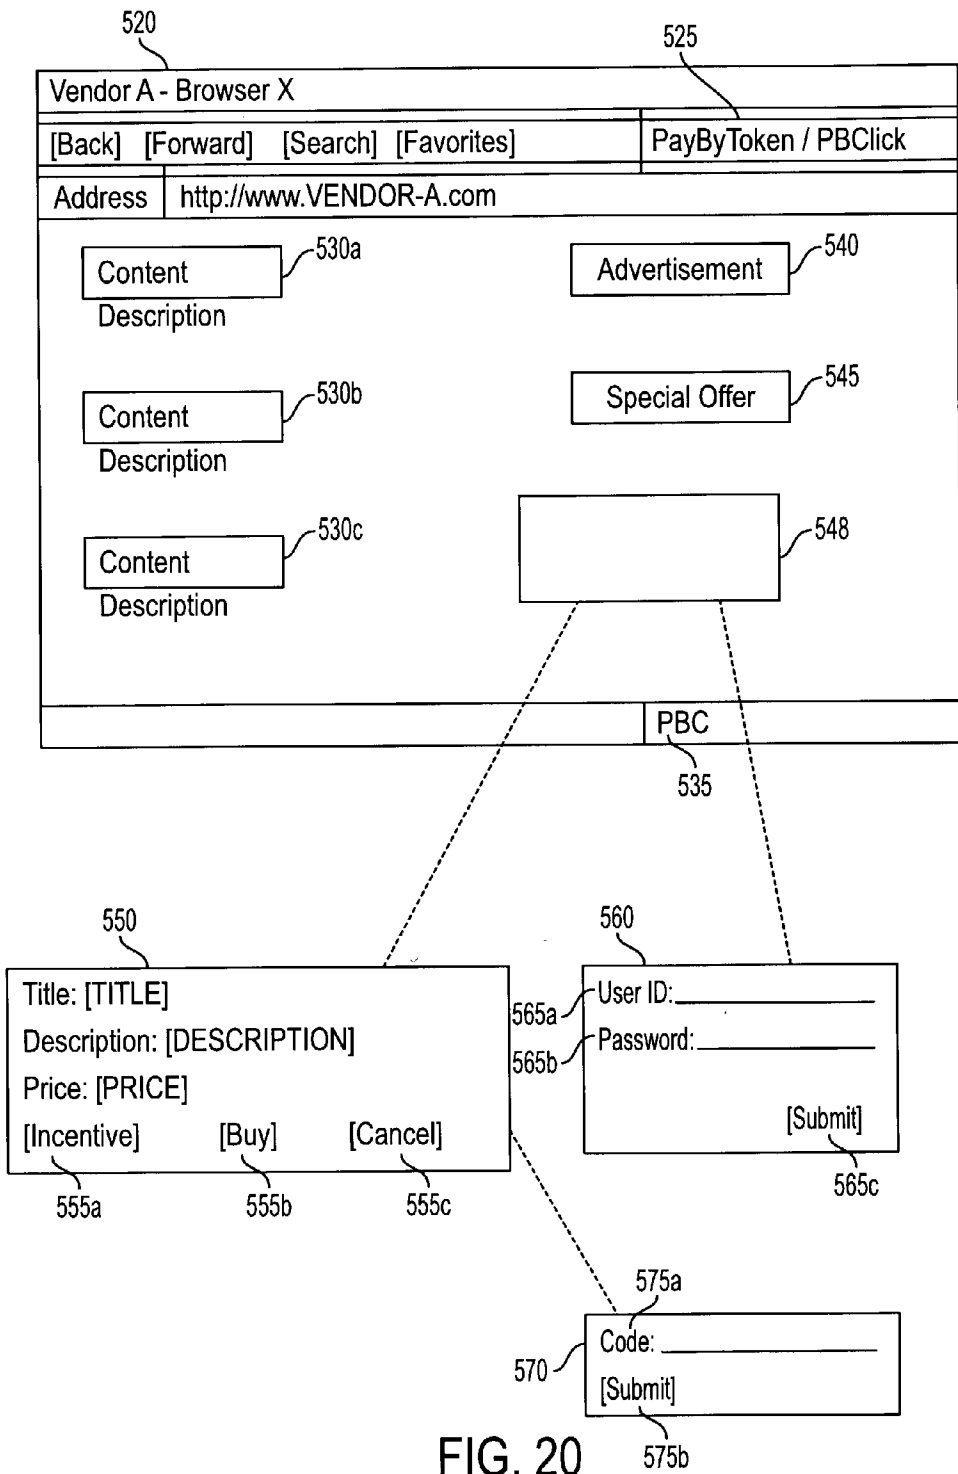 520
525
Vendor A - Browser X
[Back] [Forward] [Search] [Favorites] PayByToken / PBClick
Address http://www.VENDOR-A.com
Content 530a
Description
Advertisement 540
Content 530b
Description
Special Offer 545
Content 530c
Description
548
PBC
535
550
Title: [TITLE]
Description: [DESCRIPTION]
Price: [PRICE]
[Incentive] [Buy] [Cancel]
555a 555b 555c
560
565a User ID:
565b Password:
[Submit]
565c
575a
Code:
570
[Submit]
575b
FIG. 20